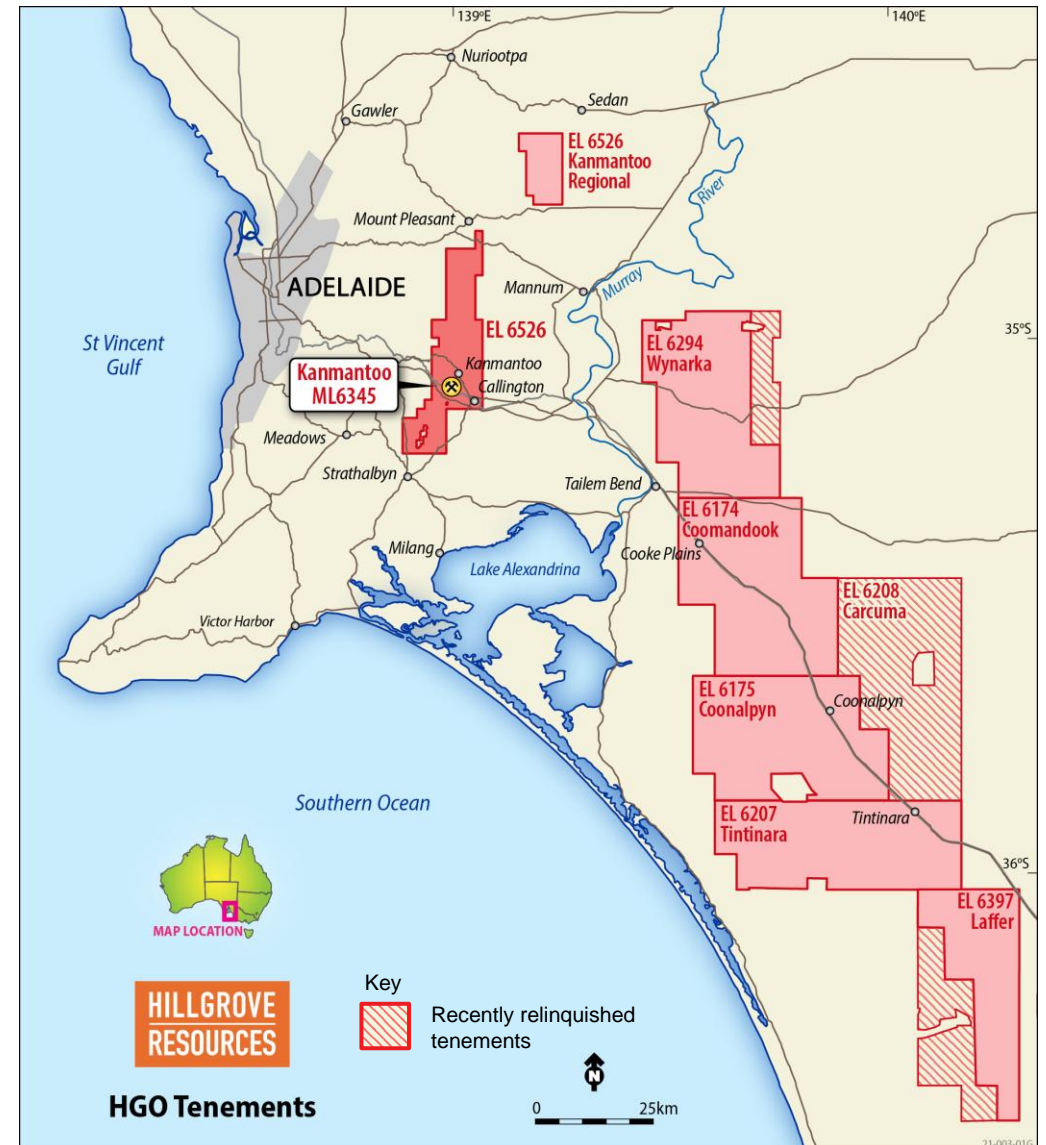 139°E
140°E
Nuriootpa
Sedan
Gawler
EL 6526
Kanmantoo
Regional
River
Mount Pleasant
Mannum
Murray
ADELAIDE
EL 6526
35°S
St Vincent
Gulf
EL 6294
Wynarka
Kanmantoo
ML6345
Kanmantoo
Callington
Meadows
Strathalbyn
Tailem Bend
EL 6174
Coomandook
Cooke Plains
Milang
Lake Alexandrina
EL 6208
Carcuma
Victor Harbor
EL 6175
Coonalpyn
Coonalpyn
Southern Ocean
EL 6207
Tintinara
Tintinara
36°S
EL 6397
Laffer
MAP LOCATION
HILLGROVE
RESOURCES
Key
Recently relinquished
tenements
N
HGO Tenements
0 25km
21-003-01G